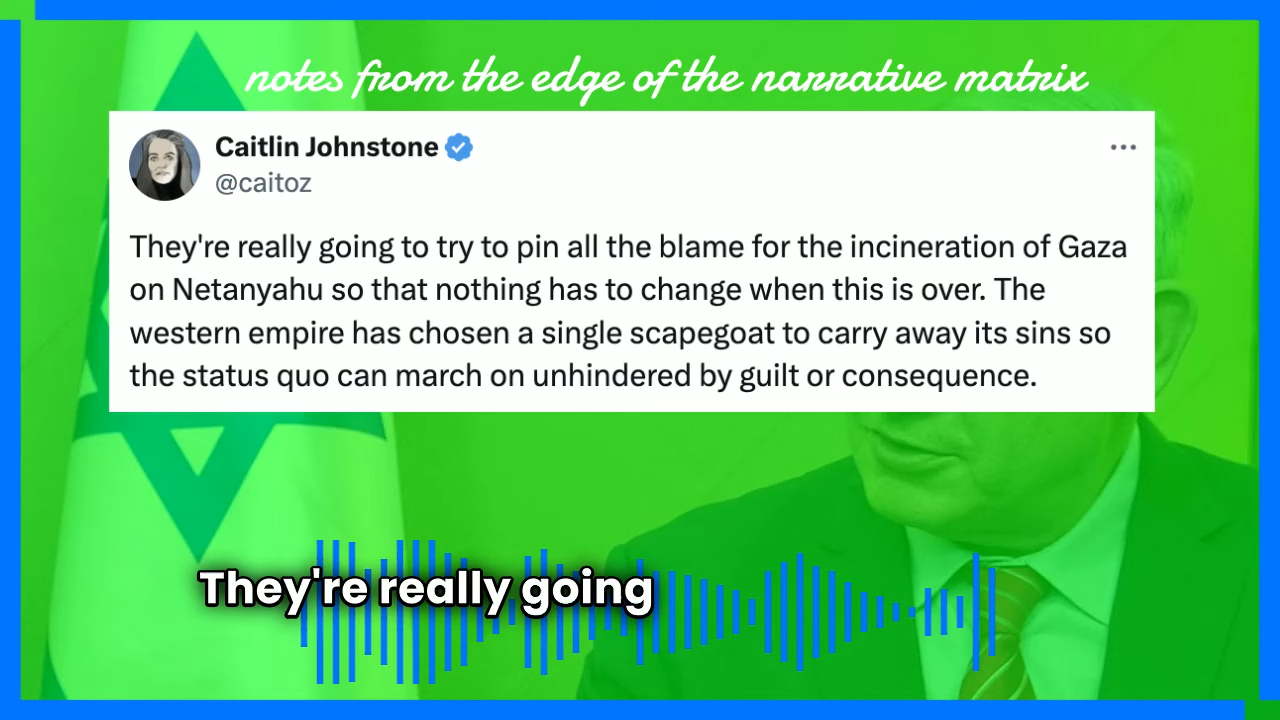 notes from the edge of the narrative matrix
Caitlin Johnstone
@caitoz
They're really going to try to pin all the blame for the incineration of Gaza
on Netanyahu so that nothing has to change when this is over. The
western empire has chosen a single scapegoat to carry away its sins so
the status quo can march on unhindered by guilt or consequence.
They're really going